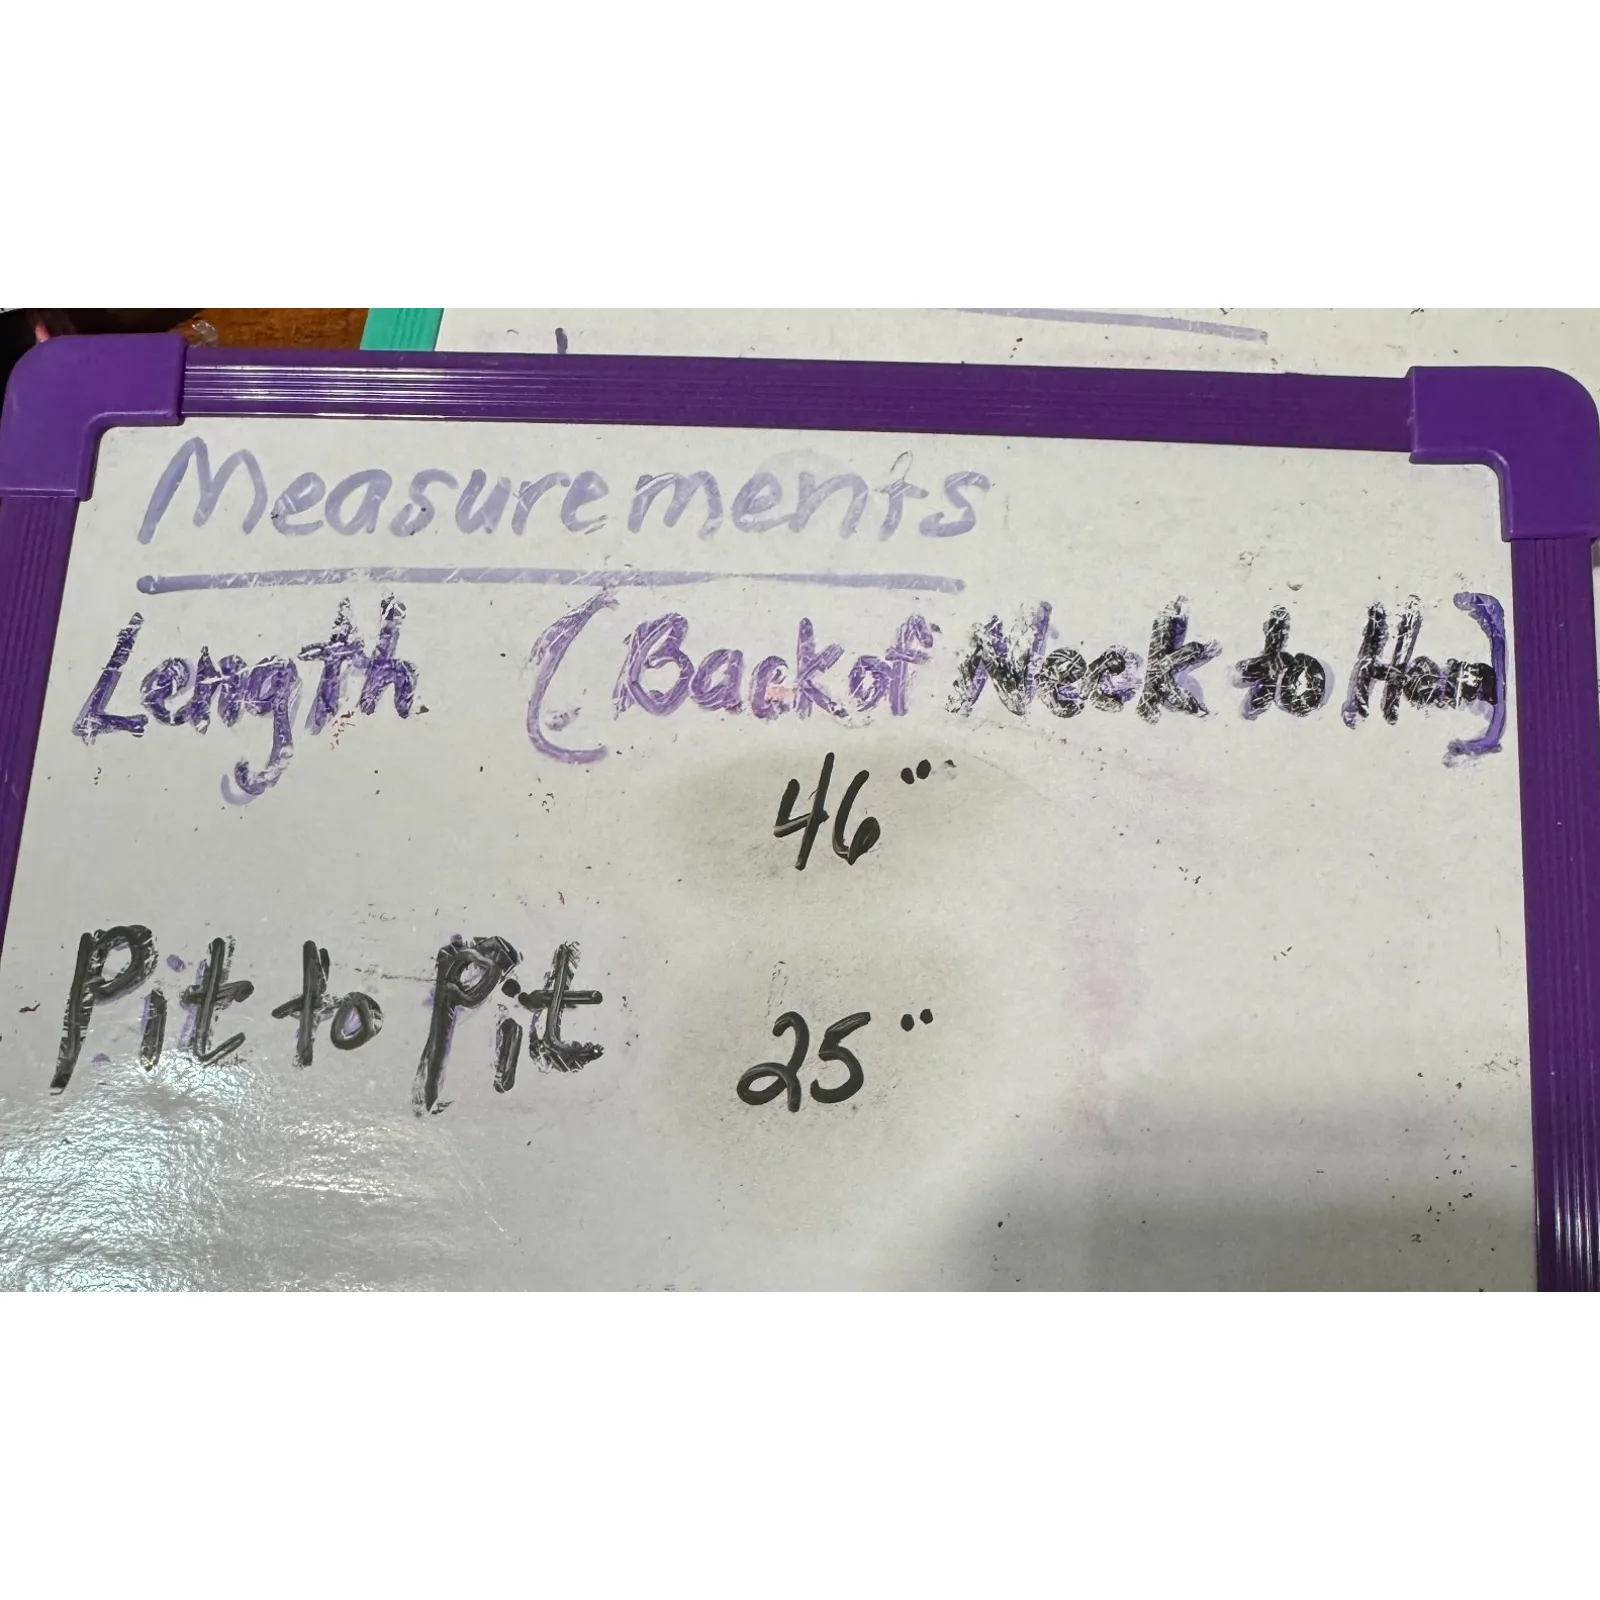 Measurements
Length (Back of Neck to Hem)
46"
Pit to Pit 25"